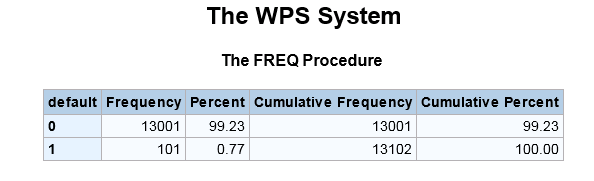 The WPS System
The FREQ Procedure
default Frequency Percent Cumulative Frequency Cumulative Percent
0 13001 99.23 13001 99.23
1 101 0.77 13102 100.00